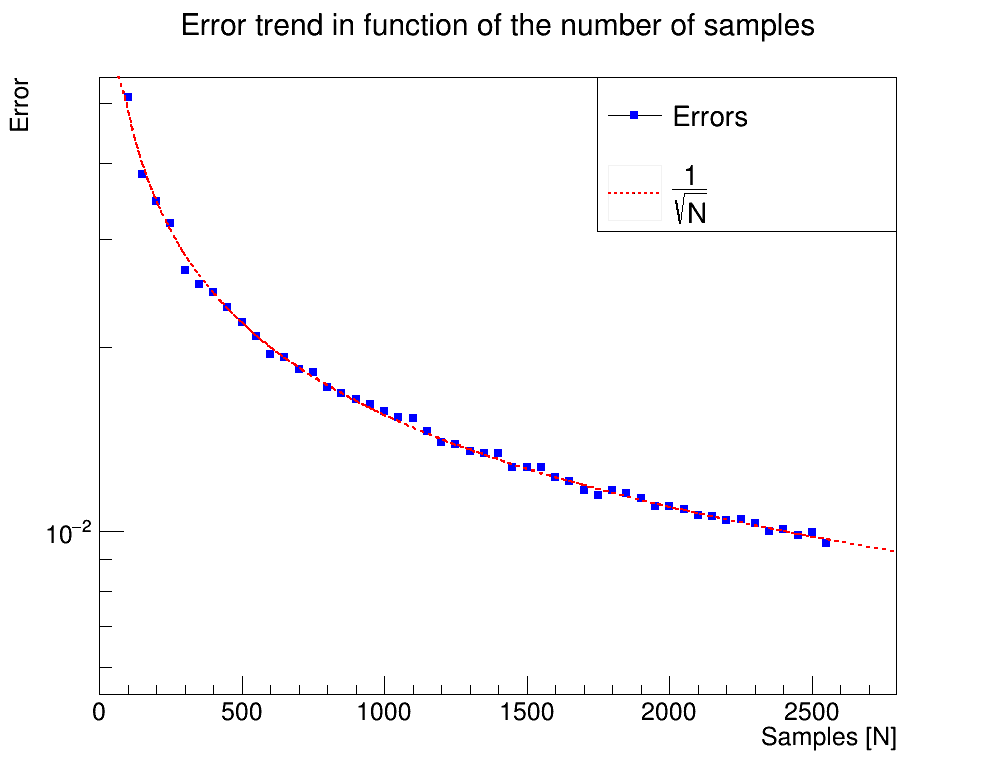 Error trend in function of the number of samples
Error
Errors
1
√N
10⁻²
0 500 1000 1500 2000 2500
Samples [N]